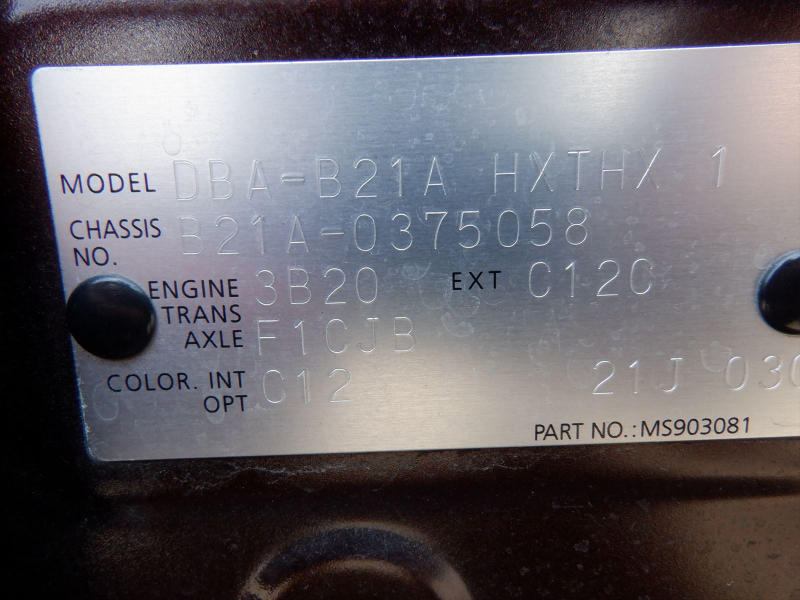 MODEL DBA-B21A HXTHX 1
CHASSIS NO. B21A-0375058
ENGINE 3B20 EXT C12C
TRANS AXLE F1CJB
COLOR. INT C12
OPT 21J
PART NO.:MS903081